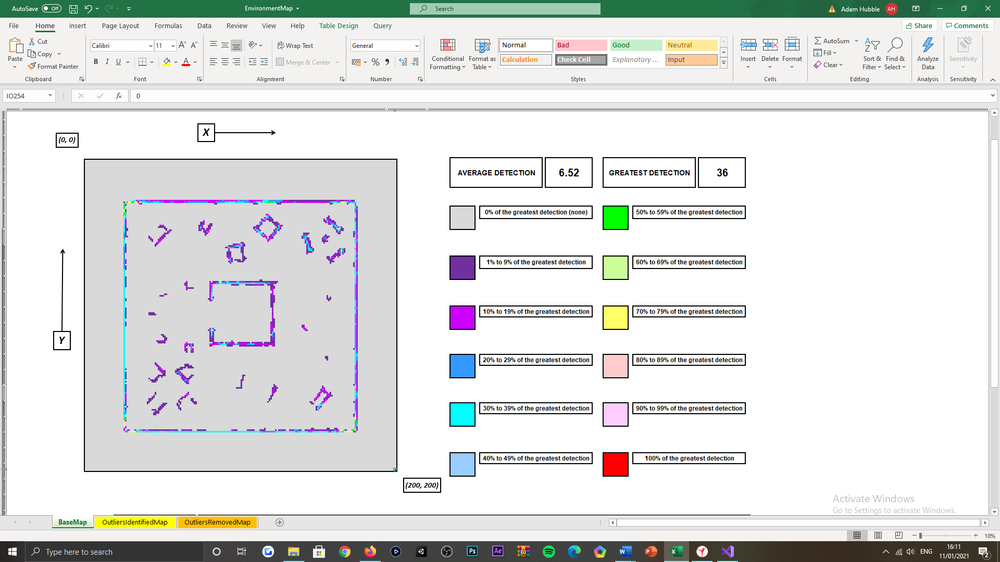 AutoSave Off EnvironmentMap Search Adam Hubble AH
File Home Insert Page Layout Formulas Data Review View Help Table Design Query Share Comments
Paste Cut Copy Format Painter Clipboard
Calibri 11 A A B I U A Font
Wrap Text Merge & Center Alignment
General % Number
Conditional Formatting Format as Table
Normal Bad Good Neutral
Calculation Check Cell Explanatory ... Input
Styles
Insert Delete Format Cells
AutoSum Fill Clear Sort & Filter Find & Select Editing
Analyze Data Analysis
Sensitivity Sensitivity
IO254 fx 0
(0, 0)
X
Y
(200, 200)
AVERAGE DETECTION 6.52 GREATEST DETECTION 36
0% of the greatest detection (none) 50% to 59% of the greatest detection
1% to 9% of the greatest detection 60% to 69% of the greatest detection
10% to 19% of the greatest detection 70% to 79% of the greatest detection
20% to 29% of the greatest detection 80% to 89% of the greatest detection
30% to 39% of the greatest detection 90% to 99% of the greatest detection
40% to 49% of the greatest detection 100% of the greatest detection
Activate Windows
Go to Settings to activate Windows.
BaseMap OutliersIdentifiedMap OutliersRemovedMap
10%
Type here to search Ps Ae ENG 16:11
11/01/2021 2